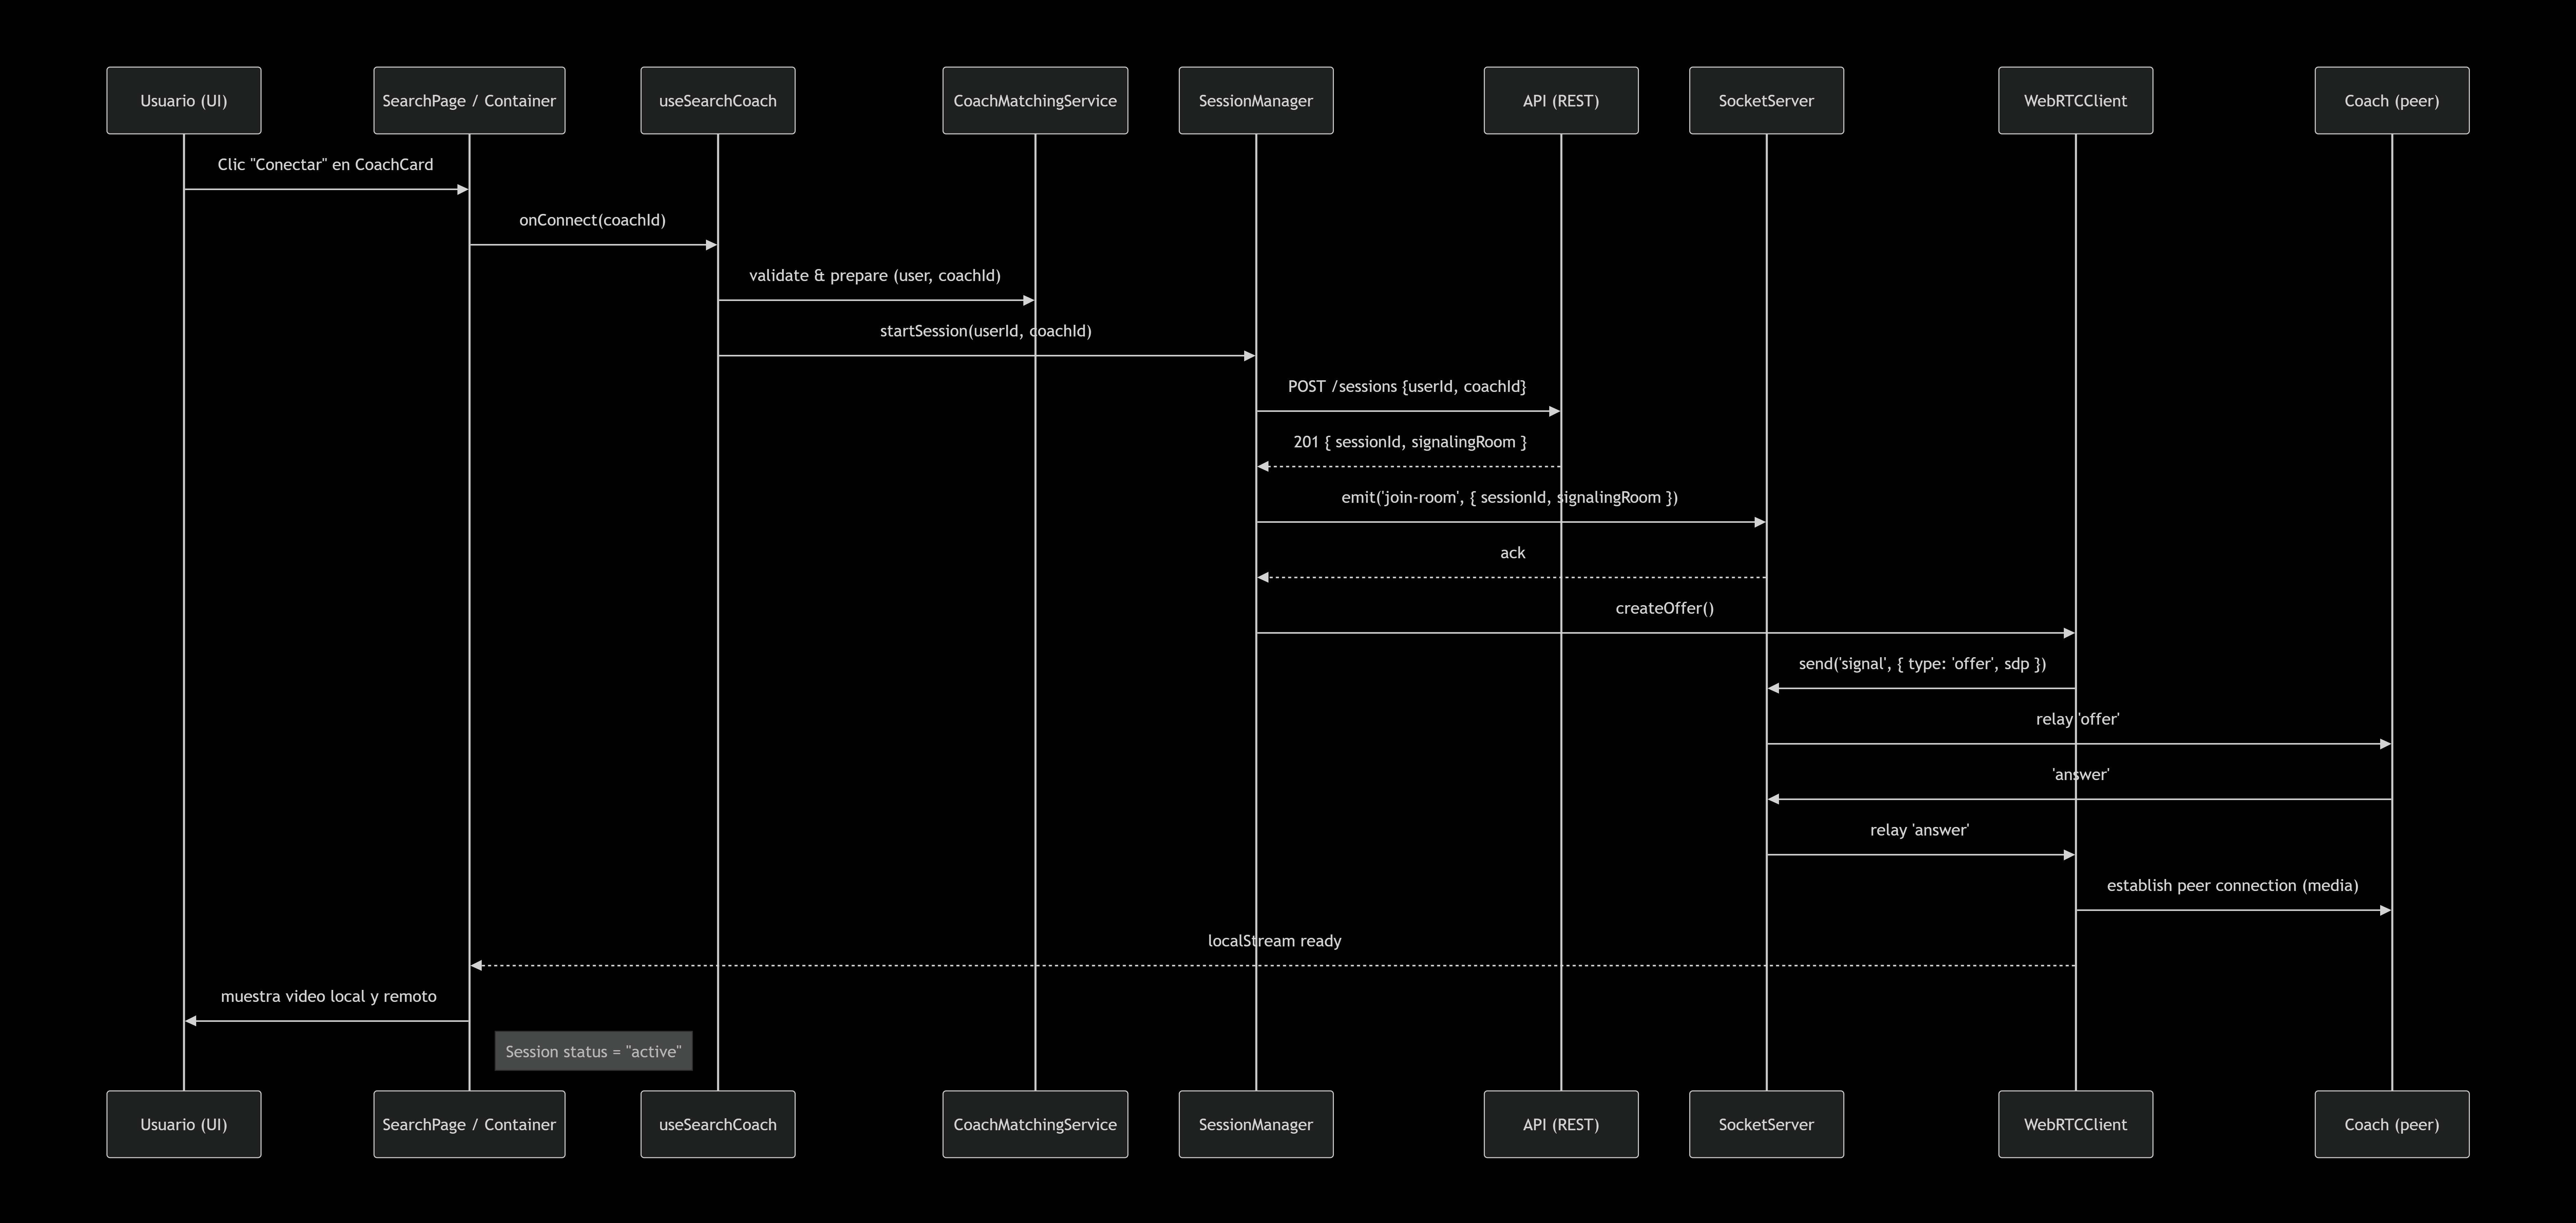 Usuario (UI)
SearchPage / Container
useSearchCoach
CoachMatchingService
SessionManager
API (REST)
SocketServer
WebRTCClient
Coach (peer)
Clic "Conectar" en CoachCard
onConnect(coachId)
validate & prepare (user, coachId)
startSession(userId, coachId)
POST /sessions {userId, coachId}
201 { sessionId, signalingRoom }
emit('join-room', { sessionId, signalingRoom })
ack
createOffer()
send('signal', { type: 'offer', sdp })
relay 'offer'
'answer'
relay 'answer'
establish peer connection (media)
localStream ready
muestra video local y remoto
Session status = "active"
Usuario (UI)
SearchPage / Container
useSearchCoach
CoachMatchingService
SessionManager
API (REST)
SocketServer
WebRTCClient
Coach (peer)